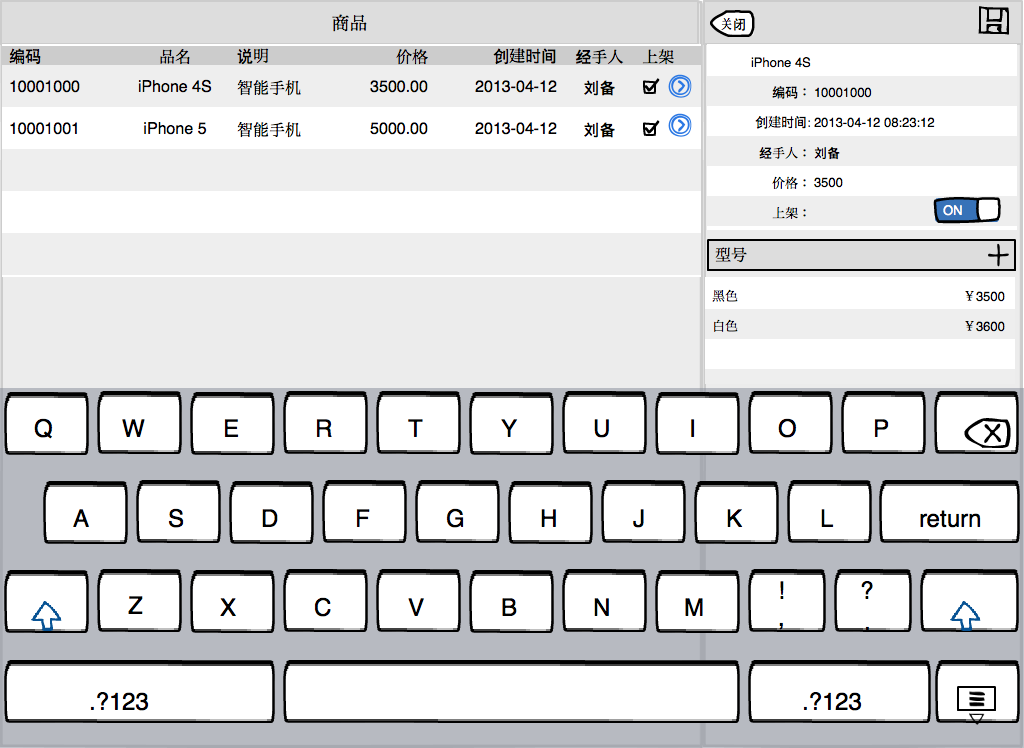 商品
编码 品名 说明 价格 创建时间 经手人 上架
10001000 iPhone 4S 智能手机 3500.00 2013-04-12 刘备
10001001 iPhone 5 智能手机 5000.00 2013-04-12 刘备
关闭
iPhone 4S
编码： 10001000
创建时间: 2013-04-12 08:23:12
经手人： 刘备
价格： 3500
上架： ON
型号
黑色 ￥3500
白色 ￥3600
Q W E R T Y U I O P
A S D F G H J K L return
Z X C V B N M ! , ? .
.?123 .?123